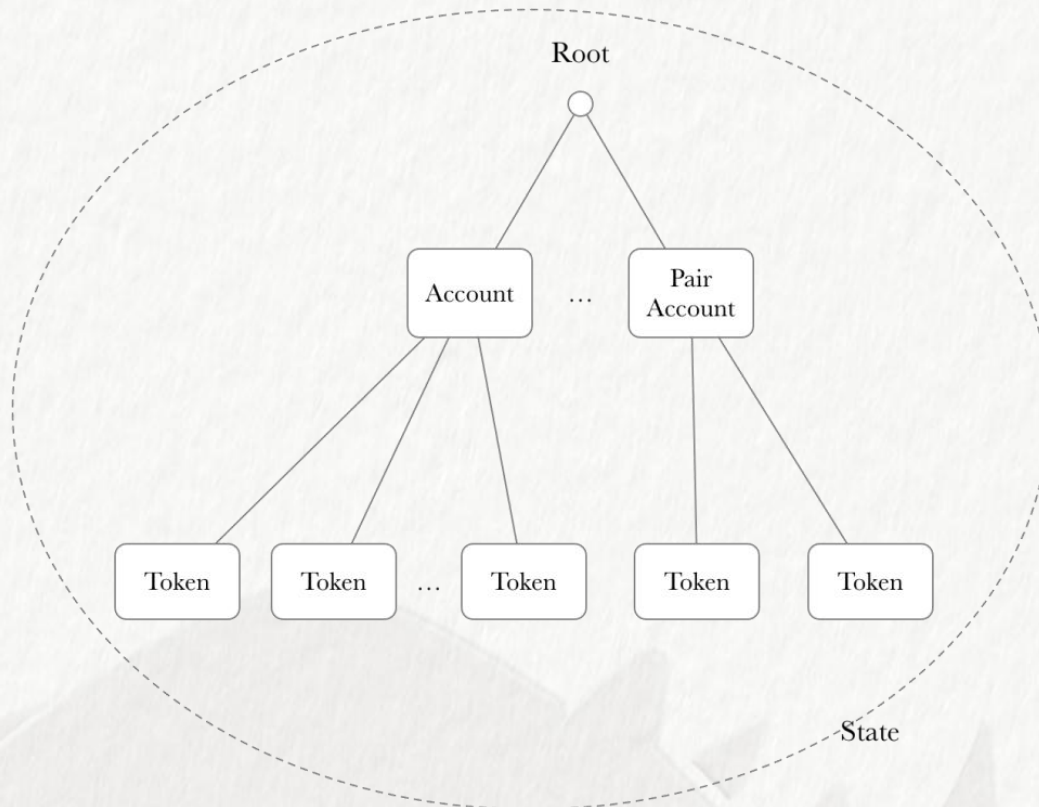 Root
Account
…
Pair
Account
Token
Token
…
Token
Token
Token
State